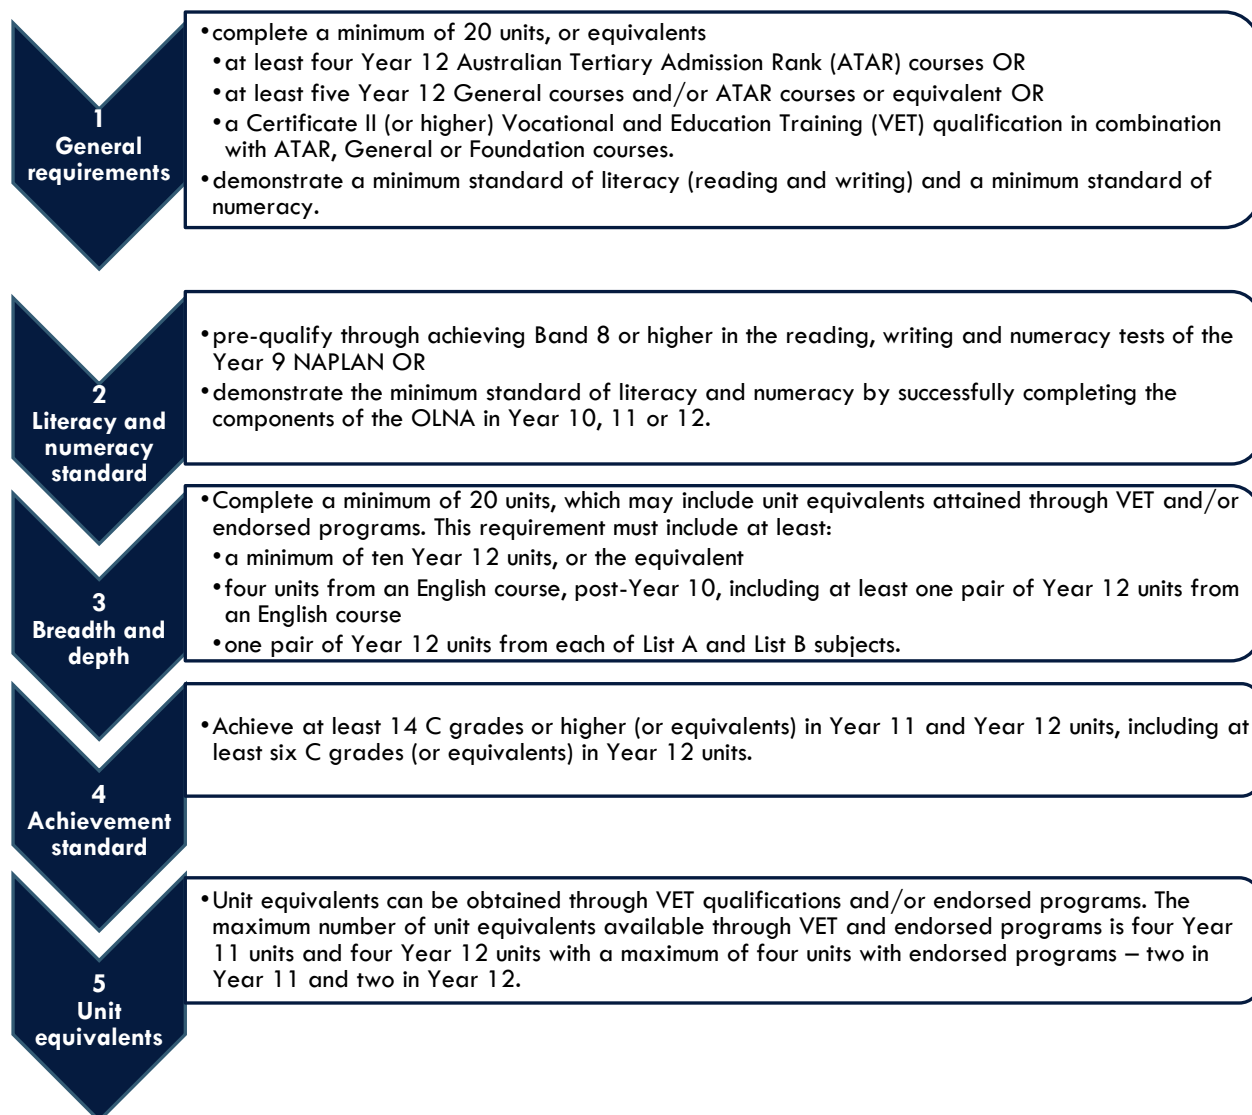 1
General
requirements
•complete a minimum of 20 units, or equivalents
•at least four Year 12 Australian Tertiary Admission Rank (ATAR) courses OR
•at least five Year 12 General courses and/or ATAR courses or equivalent OR
•a Certificate II (or higher) Vocational and Education Training (VET) qualification in combination
with ATAR, General or Foundation courses.
•demonstrate a minimum standard of literacy (reading and writing) and a minimum standard of
numeracy.
2
Literacy and
numeracy
standard
•pre-qualify through achieving Band 8 or higher in the reading, writing and numeracy tests of the
Year 9 NAPLAN OR
•demonstrate the minimum standard of literacy and numeracy by successfully completing the
components of the OLNA in Year 10, 11 or 12.
3
Breadth and
depth
•Complete a minimum of 20 units, which may include unit equivalents attained through VET and/or
endorsed programs. This requirement must include at least:
•a minimum of ten Year 12 units, or the equivalent
•four units from an English course, post-Year 10, including at least one pair of Year 12 units from
an English course
•one pair of Year 12 units from each of List A and List B subjects.
4
Achievement
standard
•Achieve at least 14 C grades or higher (or equivalents) in Year 11 and Year 12 units, including at
least six C grades (or equivalents) in Year 12 units.
5
Unit
equivalents
•Unit equivalents can be obtained through VET qualifications and/or endorsed programs. The
maximum number of unit equivalents available through VET and endorsed programs is four Year
11 units and four Year 12 units with a maximum of four units with endorsed programs – two in
Year 11 and two in Year 12.